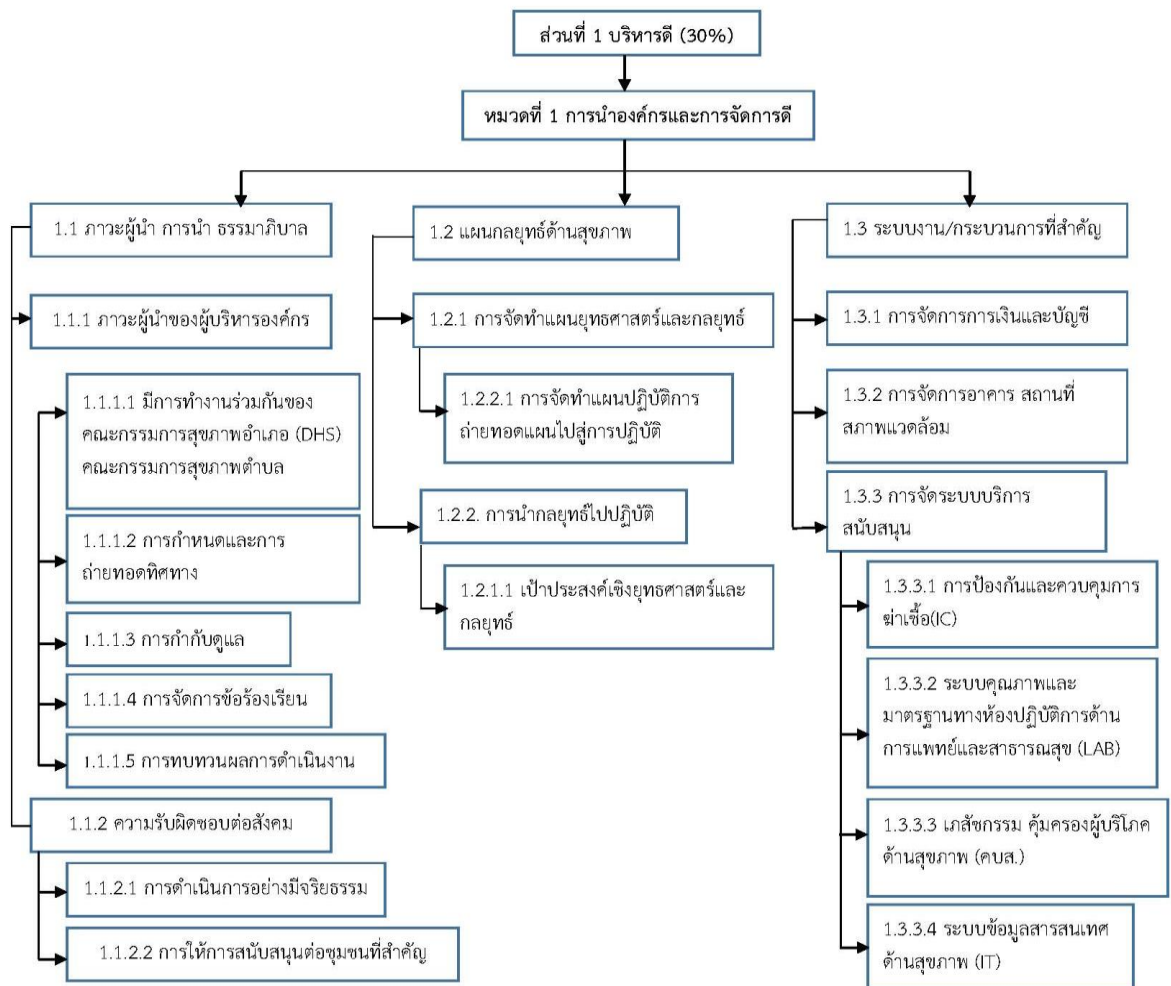 ส่วนที่ 1 บริหารดี (30%)
หมวดที่ 1 การนำองค์กรและการจัดการดี
1.1 ภาวะผู้นำ การนำ ธรรมาภิบาล
1.1.1 ภาวะผู้นำของผู้บริหารองค์กร
1.1.1.1 มีการทำงานร่วมกันของ
คณะกรรมการสุขภาพอำเภอ (DHS)
คณะกรรมการสุขภาพตำบล
1.1.1.2 การกำหนดและการ
ถ่ายทอดทิศทาง
1.1.1.3 การกำกับดูแล
1.1.1.4 การจัดการข้อร้องเรียน
1.1.1.5 การทบทวนผลการดำเนินงาน
1.1.2 ความรับผิดชอบต่อสังคม
1.1.2.1 การดำเนินการอย่างมีจริยธรรม
1.1.2.2 การให้การสนับสนุนต่อชุมชนที่สำคัญ
1.2 แผนกลยุทธ์ด้านสุขภาพ
1.2.1 การจัดทำแผนยุทธศาสตร์และกลยุทธ์
1.2.2.1 การจัดทำแผนปฏิบัติการ
ถ่ายทอดแผนไปสู่การปฏิบัติ
1.2.2. การนำกลยุทธ์ไปปฏิบัติ
1.2.1.1 เป้าประสงค์เชิงยุทธศาสตร์และ
กลยุทธ์
1.3 ระบบงาน/กระบวนการที่สำคัญ
1.3.1 การจัดการการเงินและบัญชี
1.3.2 การจัดการอาคาร สถานที่
สภาพแวดล้อม
1.3.3 การจัดระบบบริการ
สนับสนุน
1.3.3.1 การป้องกันและควบคุมการ
ฆ่าเชื้อ(IC)
1.3.3.2 ระบบคุณภาพและ
มาตรฐานทางห้องปฏิบัติการด้าน
การแพทย์และสาธารณสุข (LAB)
1.3.3.3 เภสัชกรรม คุ้มครองผู้บริโภค
ด้านสุขภาพ (คบส.)
1.3.3.4 ระบบข้อมูลสารสนเทศ
ด้านสุขภาพ (IT)